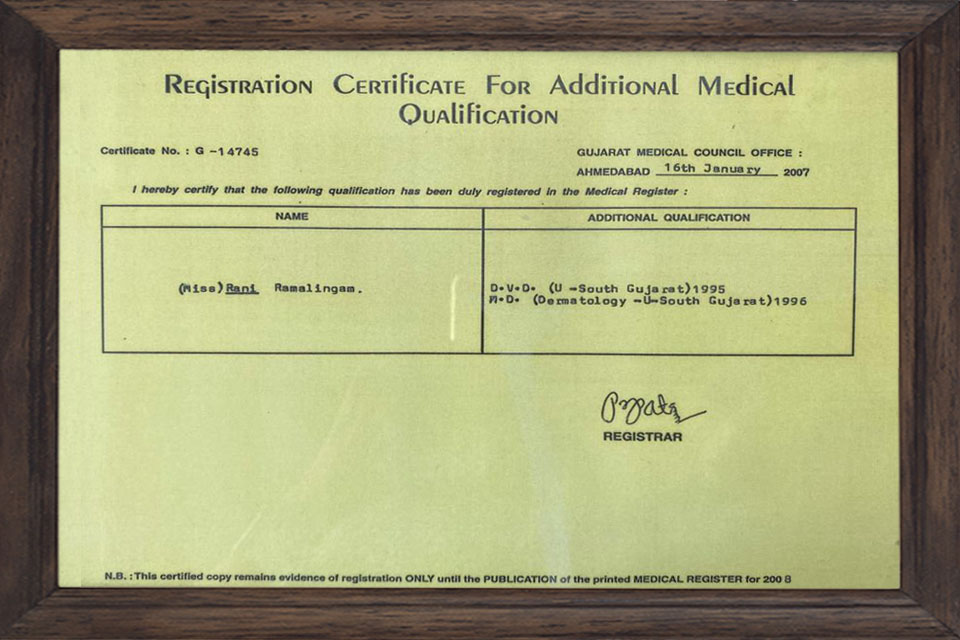 Registration Certificate For Additional Medical
Qualification
Certificate No. : G -14745
GUJARAT MEDICAL COUNCIL OFFICE :
AHMEDABAD 16th January 2007
I hereby certify that the following qualification has been duly registered in the Medical Register :
NAME
ADDITIONAL QUALIFICATION
(Miss) Rani Ramalingam.
D.V.D. (U -South Gujarat)1995
M.D. (Dermatology -U-South Gujarat)1996
REGISTRAR
N.B. : This certified copy remains evidence of registration ONLY until the PUBLICATION of the printed MEDICAL REGISTER for 2008